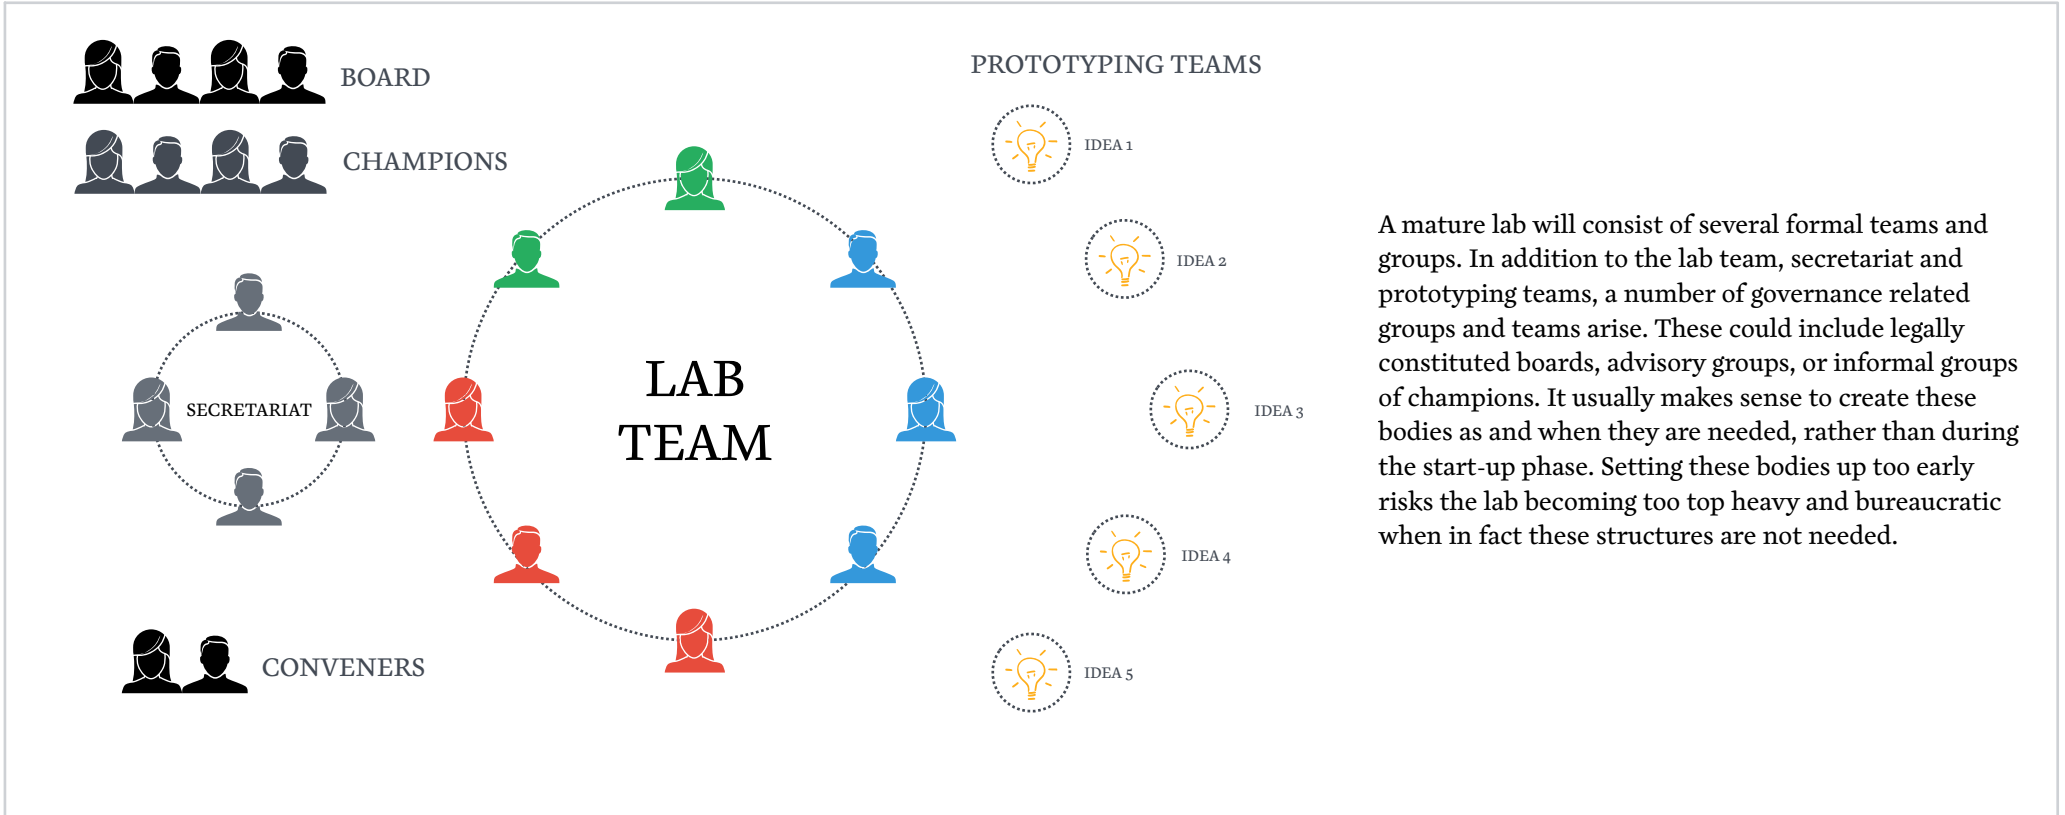 BOARD
CHAMPIONS
SECRETARIAT
CONVENERS
LAB
TEAM
PROTOTYPING TEAMS
IDEA 1
IDEA 2
IDEA 3
IDEA 4
IDEA 5
A mature lab will consist of several formal teams and
groups. In addition to the lab team, secretariat and
prototyping teams, a number of governance related
groups and teams arise. These could include legally
constituted boards, advisory groups, or informal groups
of champions. It usually makes sense to create these
bodies as and when they are needed, rather than during
the start-up phase. Setting these bodies up too early
risks the lab becoming too top heavy and bureaucratic
when in fact these structures are not needed.